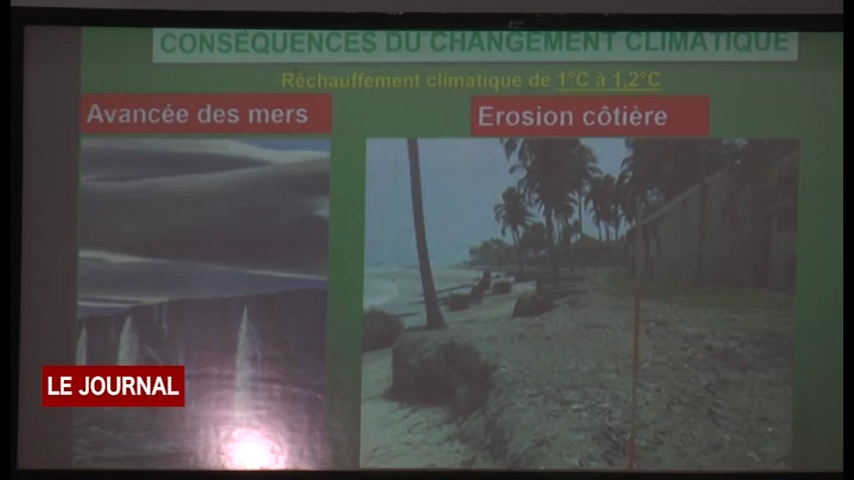 CONSÉQUENCES DU CHANGEMENT CLIMATIQUE
Réchauffement climatique de 1°C à 1,2°C
Avancée des mers
Erosion côtière
LE JOURNAL